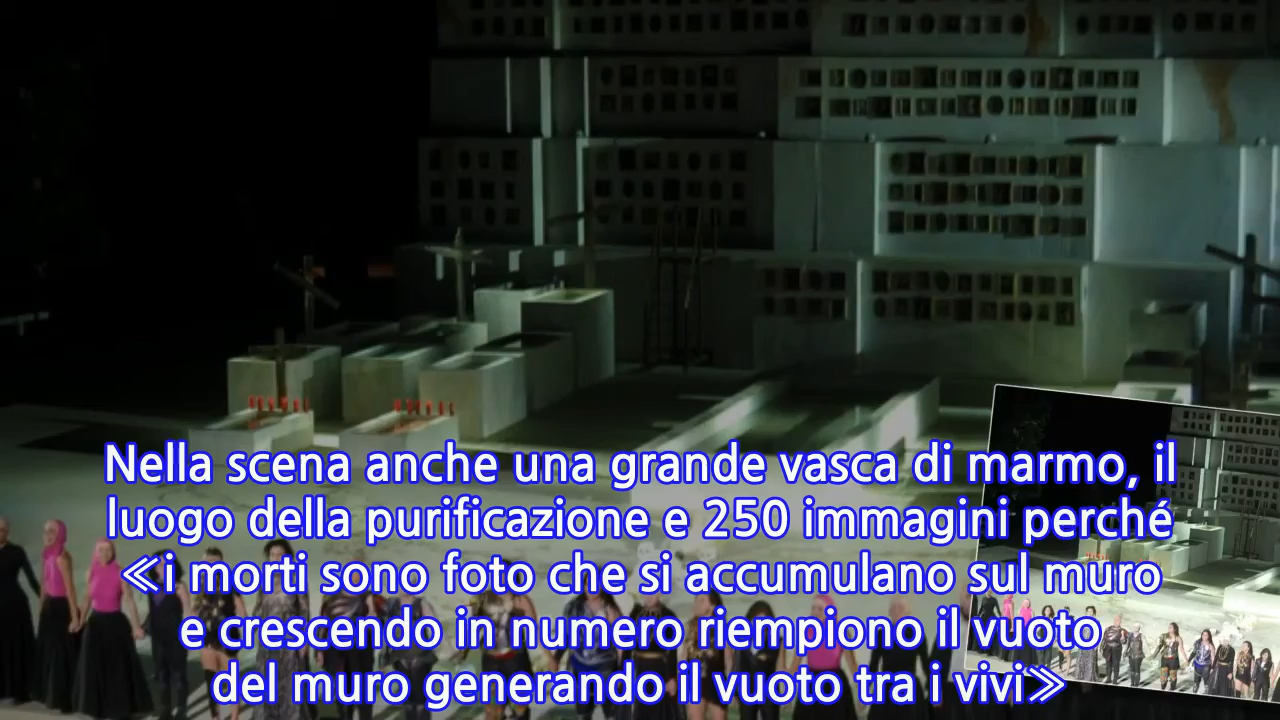 Nella scena anche una grande vasca di marmo, il
luogo della purificazione e 250 immagini perché
≪i morti sono foto che si accumulano sul muro
e crescendo in numero riempiono il vuoto
del muro generando il vuoto tra i vivi≫